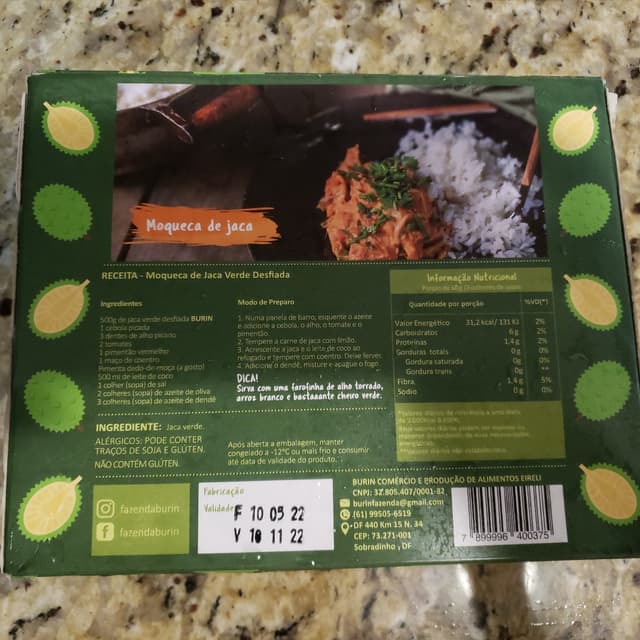 Moqueca de jaca
RECEITA - Moqueca de Jaca Verde Desfiada
Ingredientes
500g de jaca verde desfiada BURIN
1 cebola picada
3 dentes de alho picado
2 tomates
1 pimentão vermelho
1 maço de coentro
Pimenta dedo-de-moça (a gosto)
500 ml de leite de coco
1 colher (sopa) de sal
2 colheres (sopa) de azeite de oliva
3 colheres (sopa) de azeite de dendê
Modo de Preparo
1. Numa panela de barro, esquente o azeite
e adicione a cebola, o alho, o tomate e o
pimentão.
2. Tempere a carne de jaca com limão.
3. Acrescente a jaca e o leite de coco ao
refogado e tempere com coentro. Deixe ferver.
4. Adicione o dendê, misture e apague o fogo.
DICA!
Sirva com uma farofinha de alho torrado,
arroz branco e bastaaante cheiro verde.
Informação Nutricional
Quantidade por porção %VD(*)
Valor Energético 31,2 kcal/ 131 KJ 2%
Carboidratos 6 g 2%
Proteínas 1,4 g 2%
Gorduras totais 0 g 0%
Gordura saturada 0g 0%
Gordura trans 0g **
Fibra 1,4 g 5%
Sódio 0 g 0%
INGREDIENTE: Jaca verde.
ALÉRGICOS: PODE CONTER
TRAÇOS DE SOJA E GLÚTEN.
NÃO CONTÉM GLÚTEN.
Após aberta a embalagem, manter
congelado a -12°C ou mais frio e consumir
até data de validade do produto.
fazendaburin
fazendaburin
Fabricação
Validade
F 10 05 22
V 10 11 22
BURIN COMÉRCIO E PRODUÇÃO DE ALIMENTOS EIRELI
CNPJ: 37.805.407/0001-82
burinfazenda@gmail.com
(61) 99505-6519
DF 440 Km 15 N. 34
CEP: 73.271-001
Sobradinho, DF
7 899996 400375